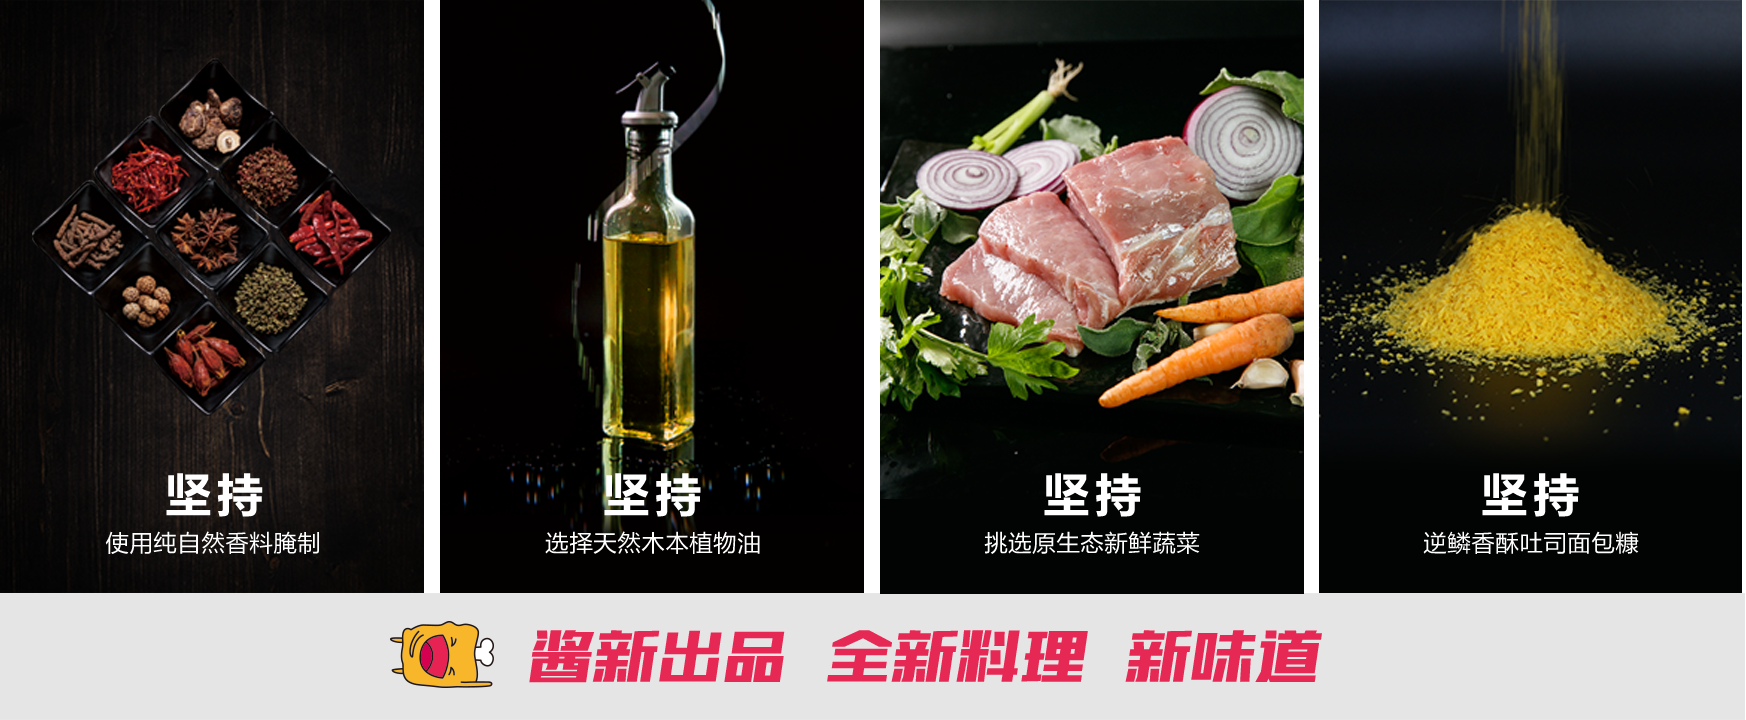 坚持
使用纯自然香料腌制
坚持
选择天然木本植物油
坚持
挑选原生态新鲜蔬菜
坚持
逆鳞香酥吐司面包糠
酱新出品 全新料理 新味道